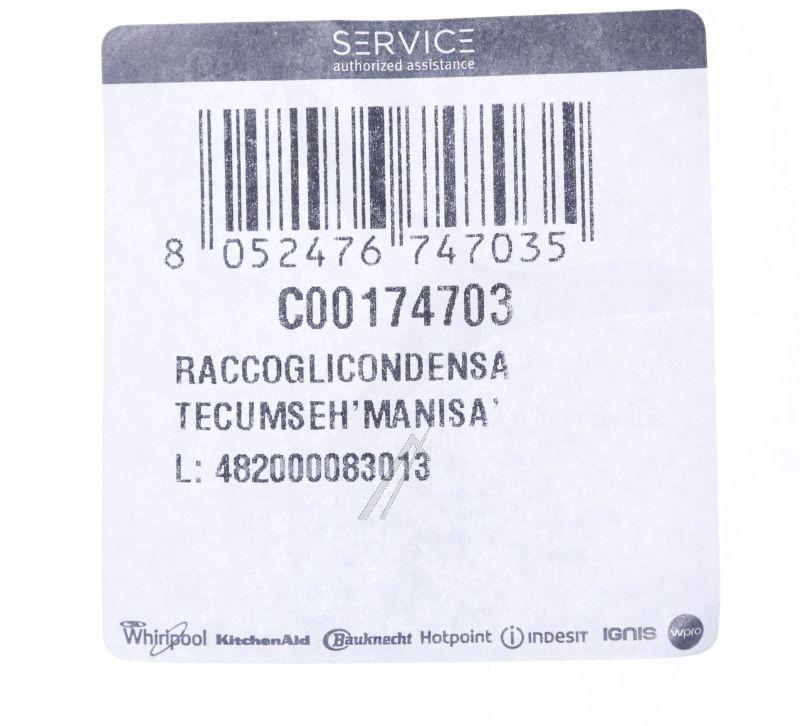 SERVICE
authorized assistance
8 052476 747035
C00174703
RACCOGLICONDENSA
TECUMSEH'MANISA'
L: 482000083013
Whirlpool KitchenAid Bauknecht Hotpoint i INDESIT IGNIS wpro